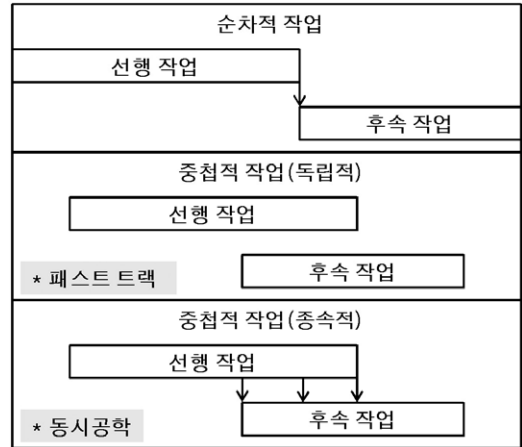 순차적 작업
선행 작업
후속 작업
중첩적 작업(독립적)
선행 작업
* 패스트 트랙
후속 작업
중첩적 작업(종속적)
선행 작업
* 동시공학
후속 작업